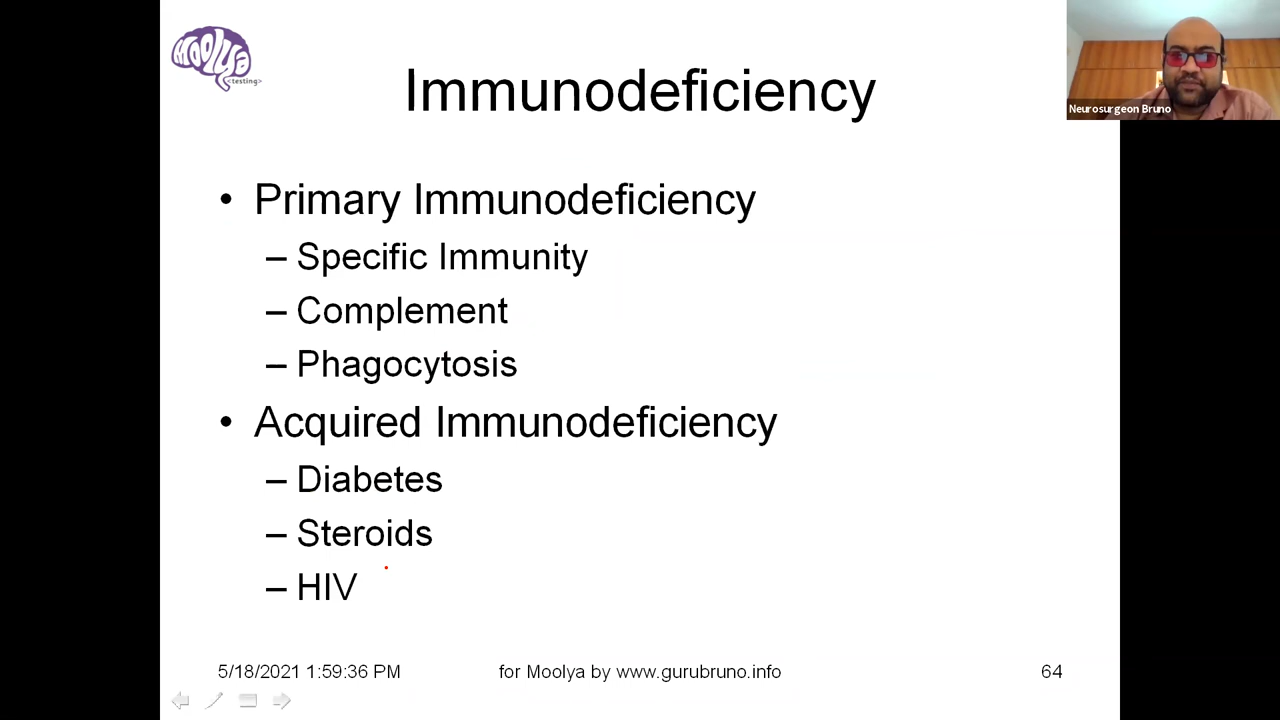 Moolya
<testing>
Immunodeficiency
Neurosurgeon Bruno
• Primary Immunodeficiency
– Specific Immunity
– Complement
– Phagocytosis
• Acquired Immunodeficiency
– Diabetes
– Steroids
– HIV
5/18/2021 1:59:36 PM for Moolya by www.gurubruno.info 64